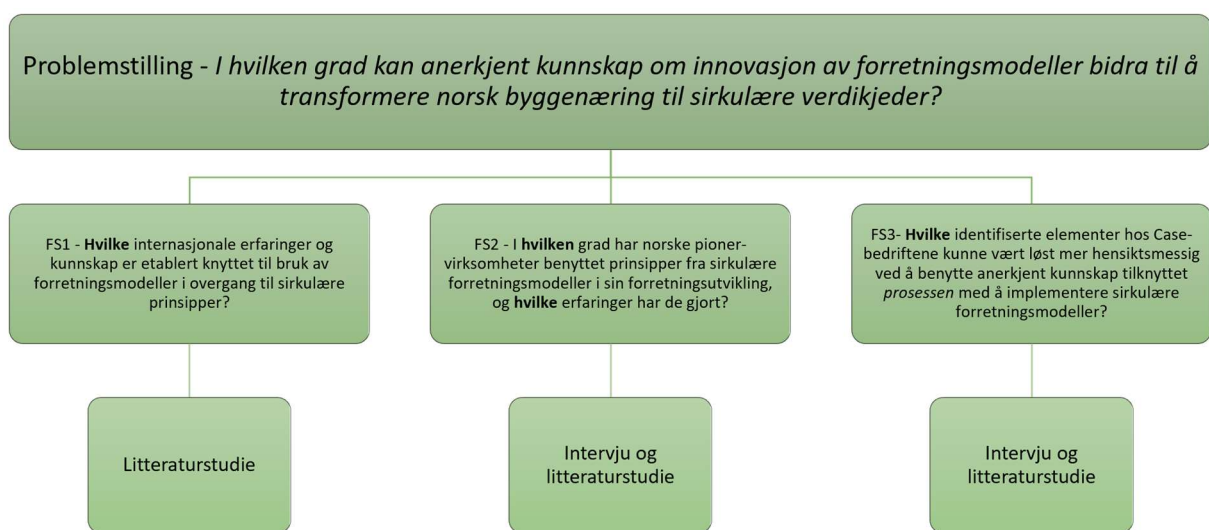 Problemstilling - I hvilken grad kan anerkjent kunnskap om innovasjon av forretningsmodeller bidra til å
transformere norsk byggenæring til sirkulære verdikjeder?
FS1 - Hvilke internasjonale erfaringer og
kunnskap er etablert knyttet til bruk av
forretningsmodeller i overgang til sirkulære
prinsipper?
FS2 - I hvilken grad har norske pioner-
virksomheter benyttet prinsipper fra sirkulære
forretningsmodeller i sin forretningsutvikling,
og hvilke erfaringer har de gjort?
FS3- Hvilke identifiserte elementer hos Case-
bedriftene kunne vært løst mer hensiktsmessig
ved å benytte anerkjent kunnskap tilknyttet
prosessen med å implementere sirkulære
forretningsmodeller?
Litteraturstudie
Intervju og
litteraturstudie
Intervju og
litteraturstudie